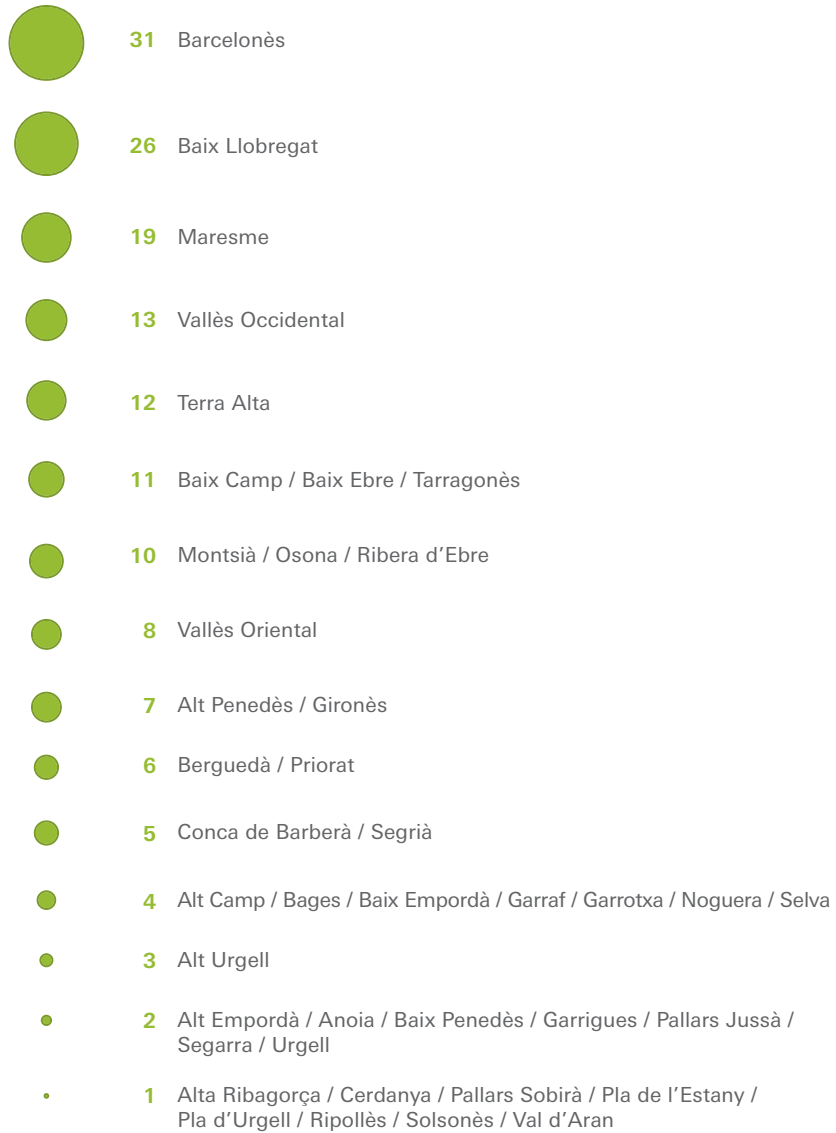 31 Barcelonès
26 Baix Llobregat
19 Maresme
13 Vallès Occidental
12 Terra Alta
11 Baix Camp / Baix Ebre / Tarragonès
10 Montsià / Osona / Ribera d’Ebre
8 Vallès Oriental
7 Alt Penedès / Gironès
6 Berguedà / Priorat
5 Conca de Barberà / Segrià
4 Alt Camp / Bages / Baix Empordà / Garraf / Garrotxa / Noguera / Selva
3 Alt Urgell
2 Alt Empordà / Anoia / Baix Penedès / Garrigues / Pallars Jussà /
Segarra / Urgell
1 Alta Ribagorça / Cerdanya / Pallars Sobirà / Pla de l’Estany /
Pla d’Urgell / Ripollès / Solsonès / Val d’Aran